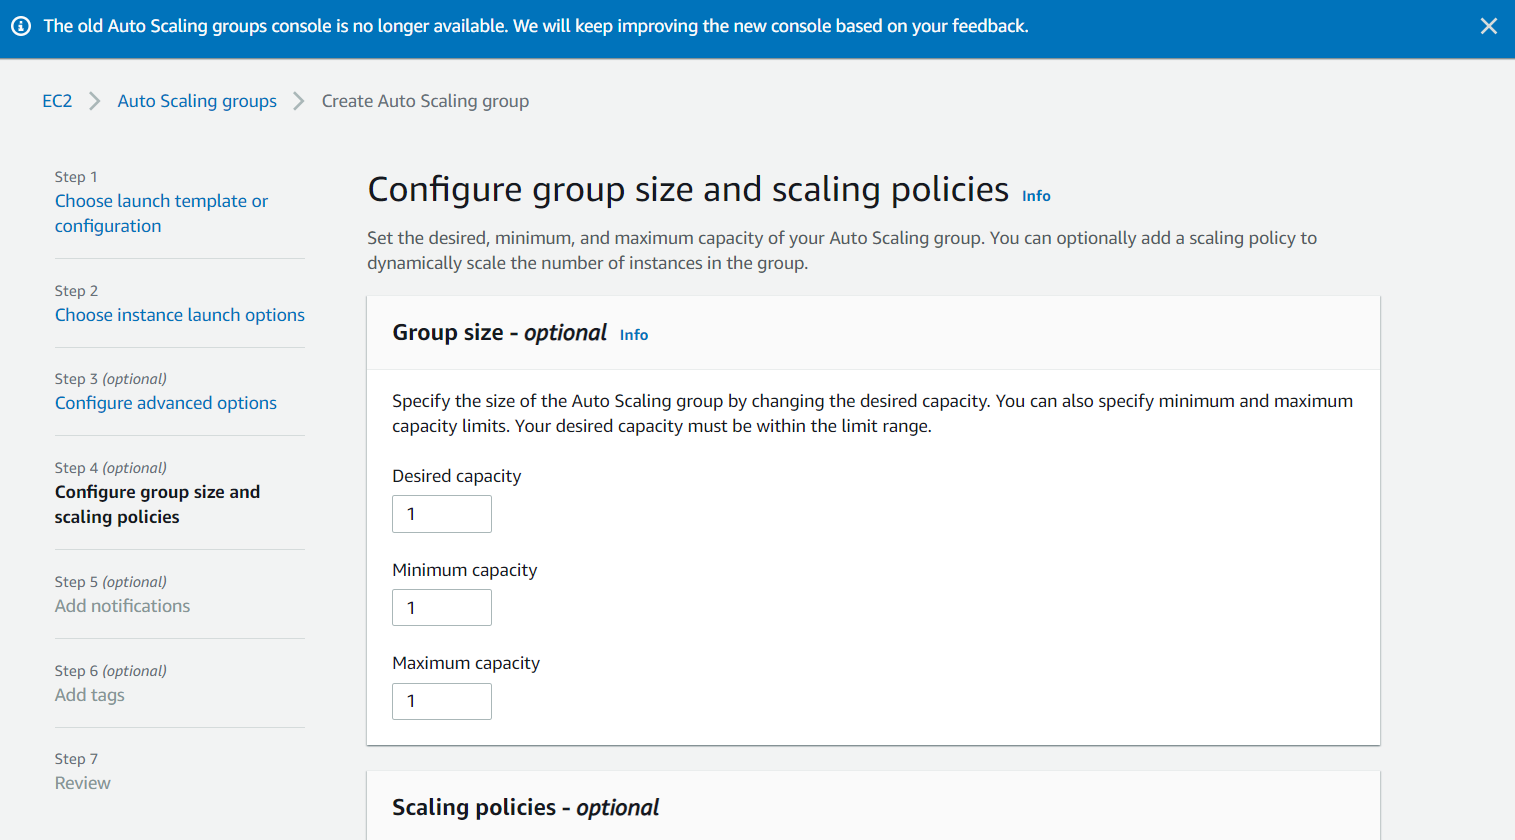 The old Auto Scaling groups console is no longer available. We will keep improving the new console based on your feedback.
EC2 Auto Scaling groups Create Auto Scaling group
Step 1
Choose launch template or
configuration
Step 2
Choose instance launch options
Step 3 (optional)
Configure advanced options
Step 4 (optional)
Configure group size and
scaling policies
Step 5 (optional)
Add notifications
Step 6 (optional)
Add tags
Step 7
Review
Configure group size and scaling policies Info
Set the desired, minimum, and maximum capacity of your Auto Scaling group. You can optionally add a scaling policy to
dynamically scale the number of instances in the group.
Group size - optional Info
Specify the size of the Auto Scaling group by changing the desired capacity. You can also specify minimum and maximum
capacity limits. Your desired capacity must be within the limit range.
Desired capacity
1
Minimum capacity
1
Maximum capacity
1
Scaling policies - optional